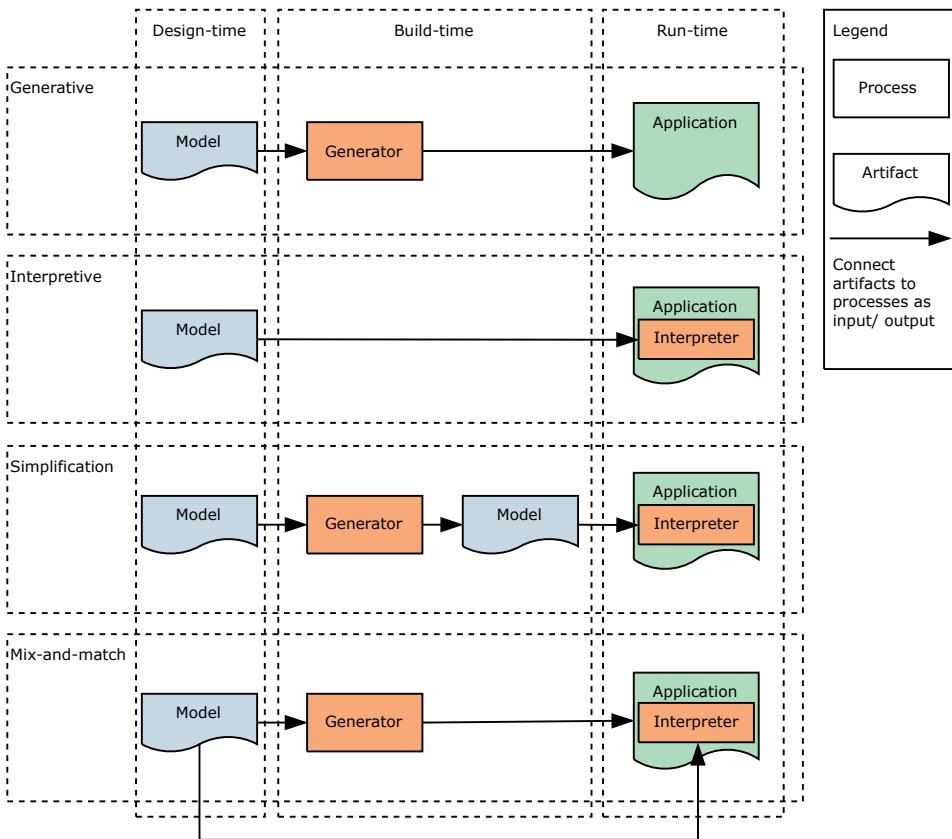 Design-time
Build-time
Run-time
Legend
Process
Artifact
Connect
artifacts to
processes as
input/ output
Generative
Model
Generator
Application
Interpretive
Model
Application
Interpreter
Simplification
Model
Generator
Model
Application
Interpreter
Mix-and-match
Model
Generator
Application
Interpreter